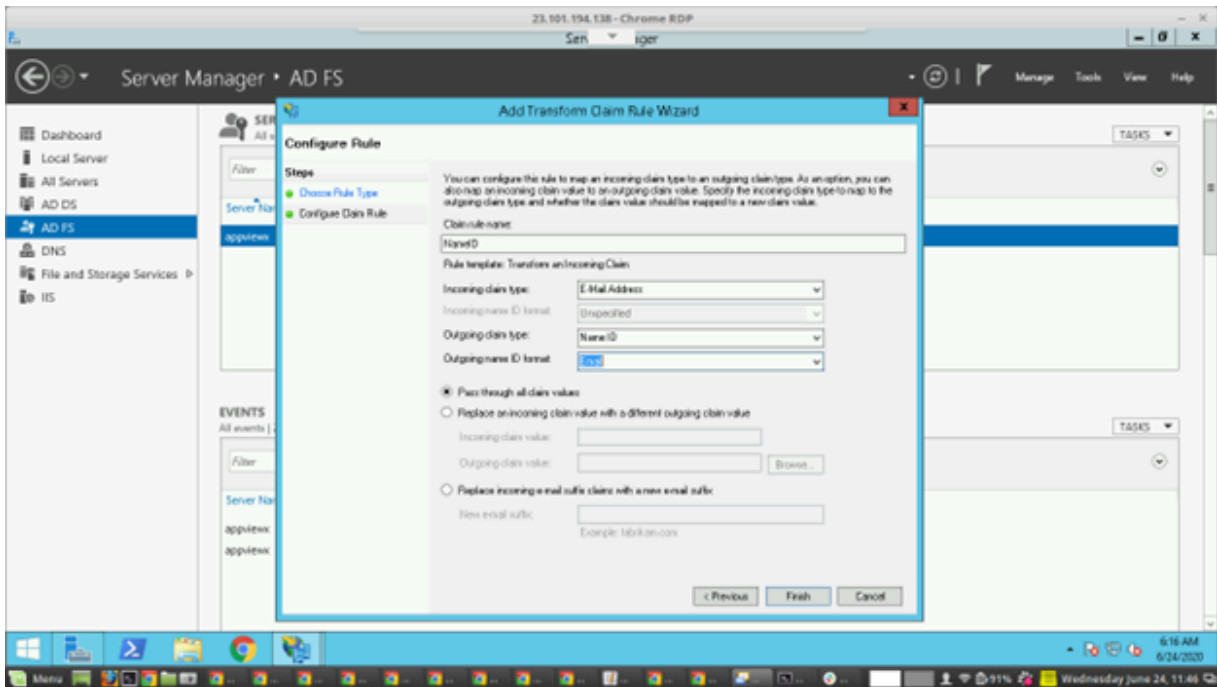 23.101.194.138 - Chrome RDP
Server Manager • AD FS
Manage Tools View Help
Dashboard
Local Server
All Servers
AD DS
AD FS
DNS
File and Storage Services
IIS
TASKS
Filter
appviewx
EVENTS
TASKS
Filter
appviewx
appviewx
Add Transform Claim Rule Wizard
Configure Rule
Steps
Choose Rule Type
Configure Claim Rule
You can configure this rule to map an incoming claim type to an outgoing claim type. As an option, you can
also map an incoming claim value to an outgoing claim value. Specify the incoming claim type to map to the
outgoing claim type and whether the claim value should be mapped to a new claim value.
Claim rule name:
NameID
Rule template: Transform an Incoming Claim
Incoming claim type: E-Mail Address
Incoming name ID format: Unspecified
Outgoing claim type: Name ID
Outgoing name ID format: Email
Pass through all claim values
Replace an incoming claim value with a different outgoing claim value
Incoming claim value:
Outgoing claim value: Browse...
Replace incoming e-mail suffix claims with a new e-mail suffix
New e-mail suffix:
Example: fabrikam.com
< Previous Finish Cancel
6:16 AM
6/24/2020
Menu
91% Wednesday June 24, 11:46